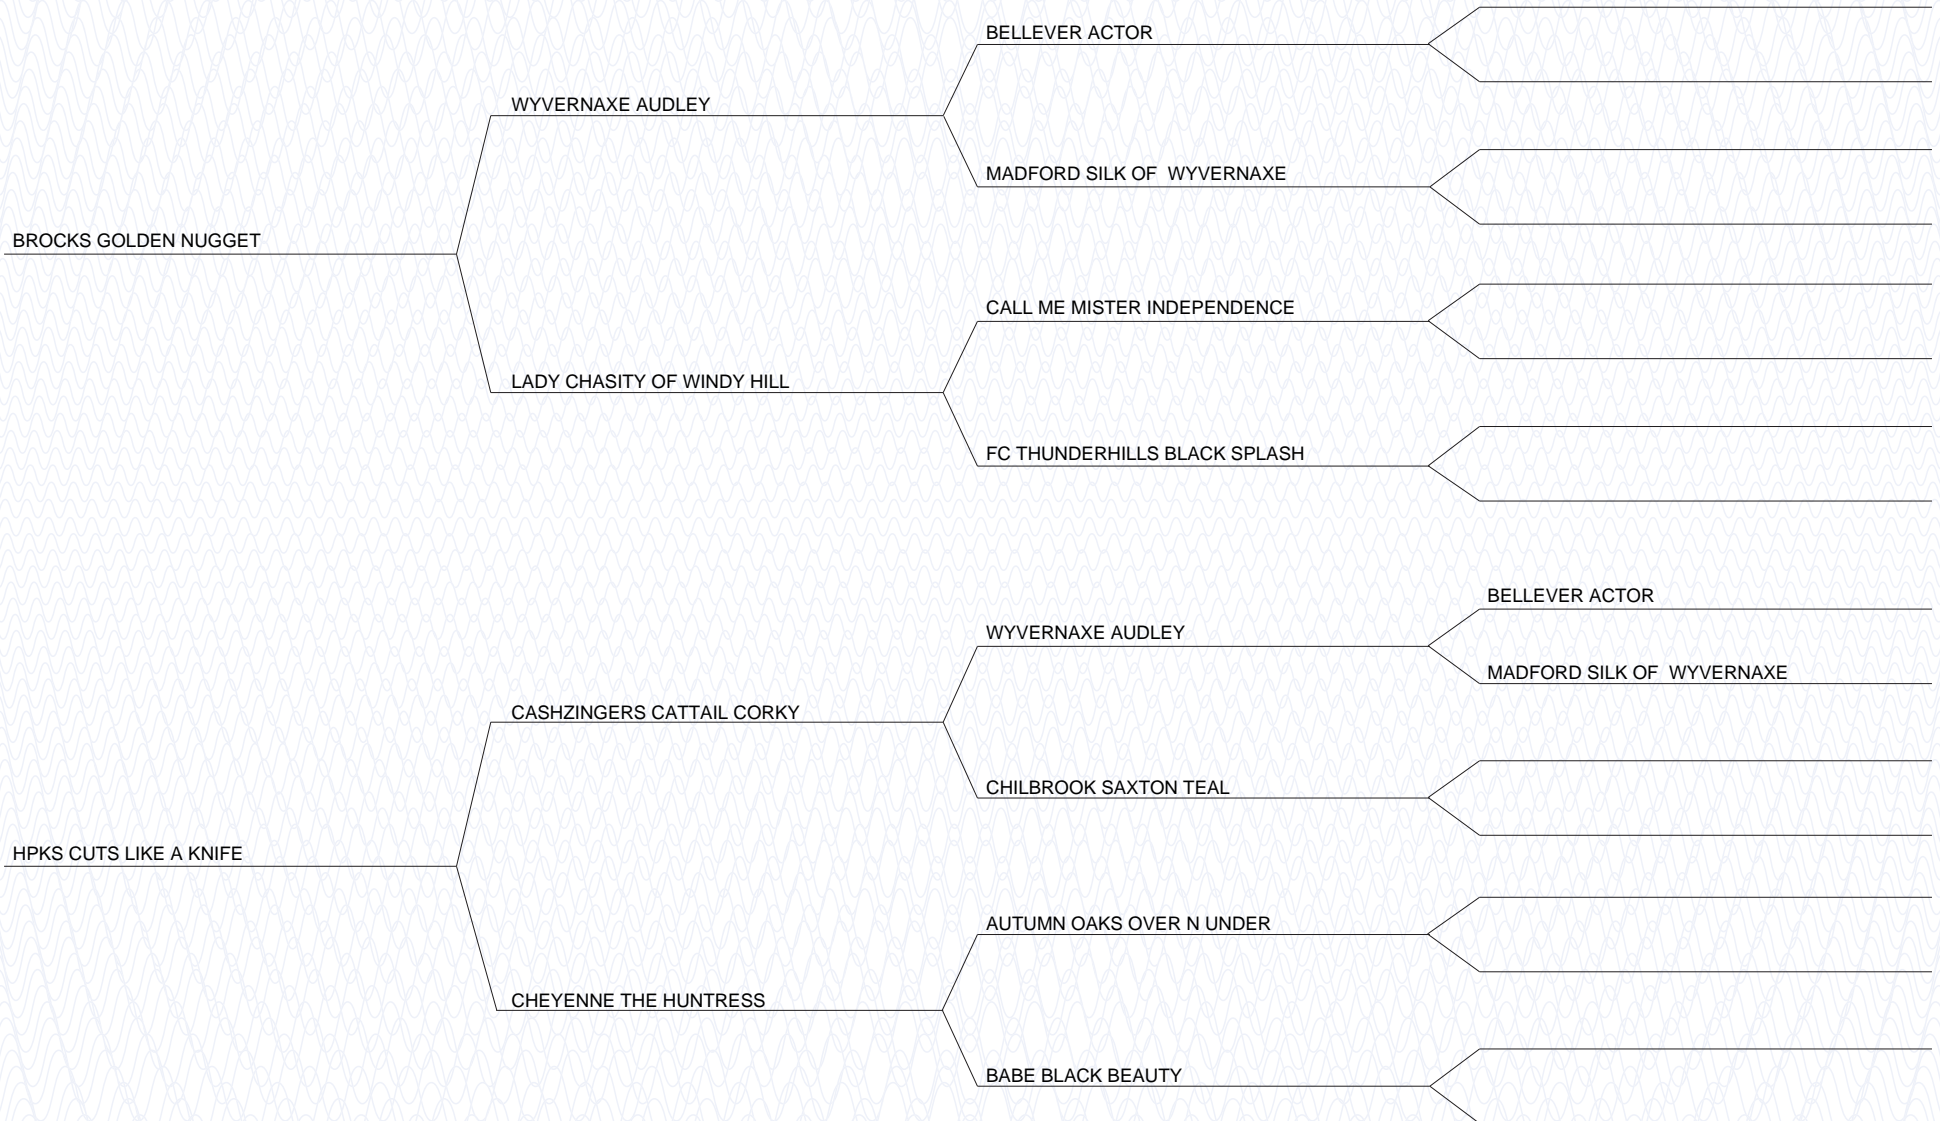 BELLEVER ACTOR
WYVERNAXE AUDLEY
MADFORD SILK OF  WYVERNAXE
BROCKS GOLDEN NUGGET
CALL ME MISTER INDEPENDENCE
LADY CHASITY OF WINDY HILL
FC THUNDERHILLS BLACK SPLASH
BELLEVER ACTOR
WYVERNAXE AUDLEY
MADFORD SILK OF  WYVERNAXE
CASHZINGERS CATTAIL CORKY
CHILBROOK SAXTON TEAL
HPKS CUTS LIKE A KNIFE
AUTUMN OAKS OVER N UNDER
CHEYENNE THE HUNTRESS
BABE BLACK BEAUTY